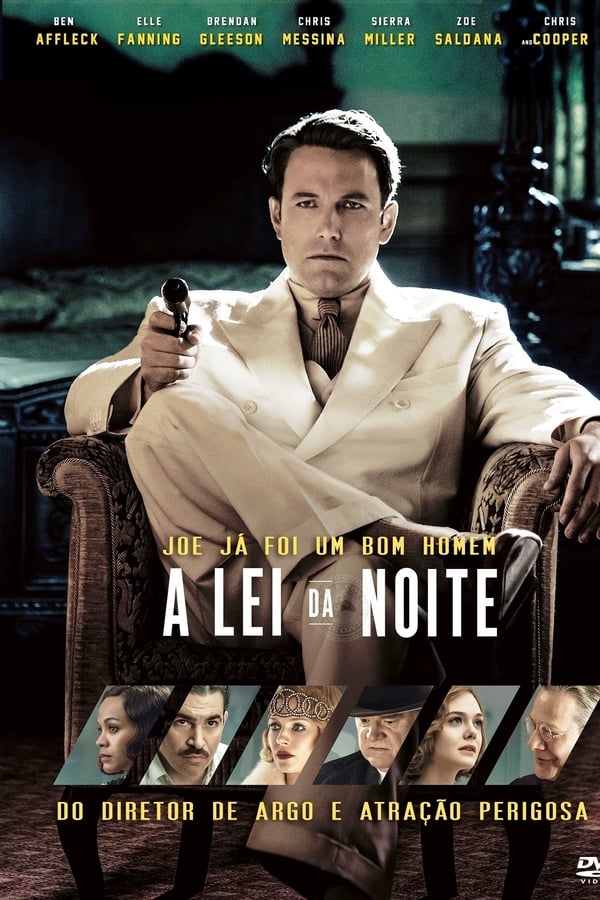 BEN ELLE BRENDAN CHRIS SIERRA ZOE CHRIS
AFFLECK FANNING GLEESON MESSINA MILLER SALDANA AND COOPER
JOE JÁ FOI UM BOM HOMEM
A LEI DA NOITE
DO DIRETOR DE ARGO E ATRAÇÃO PERIGOSA
DVD
VIDEO